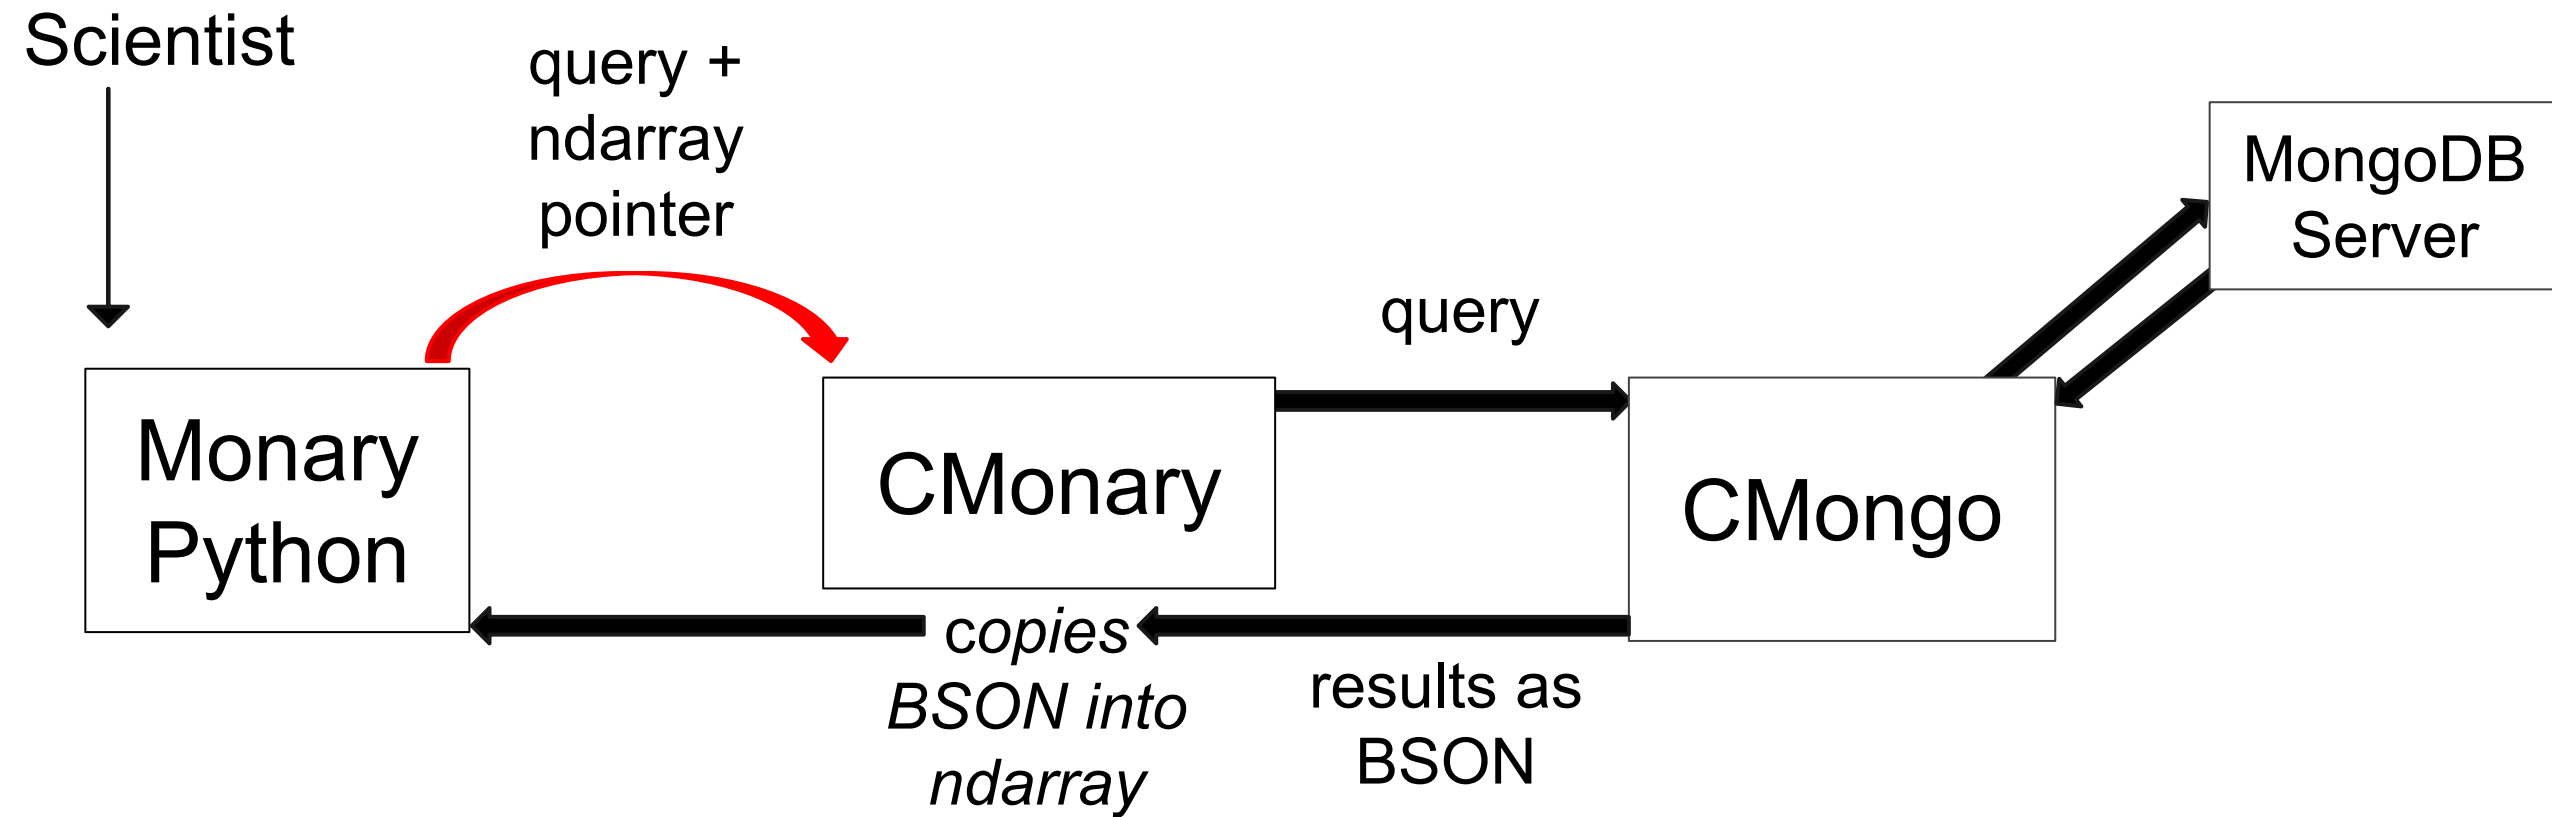 Scientist
query +
ndarray
pointer
MongoDB
Server
query
Monary
Python
CMonary
CMongo
copies
BSON into
ndarray
results as
BSON